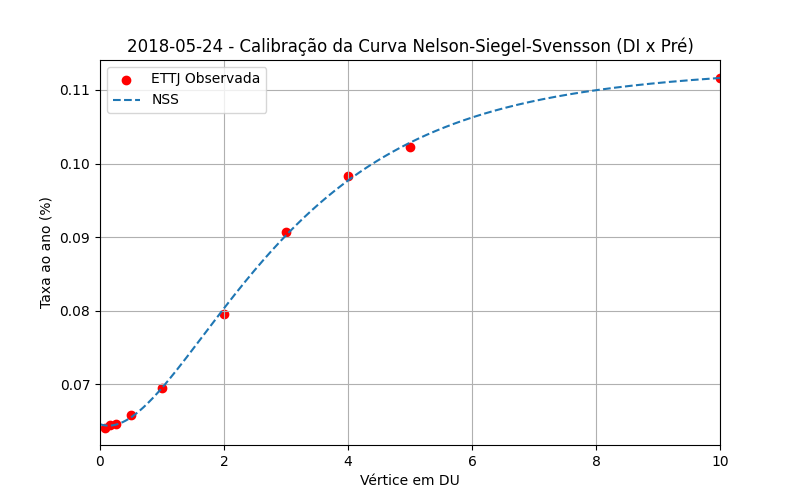 2018-05-24 - Calibração da Curva Nelson-Siegel-Svensson (DI x Pré)
ETTJ Observada
NSS
Taxa ao ano (%)
0.11
0.10
0.09
0.08
0.07
0 2 4 6 8 10
Vértice em DU